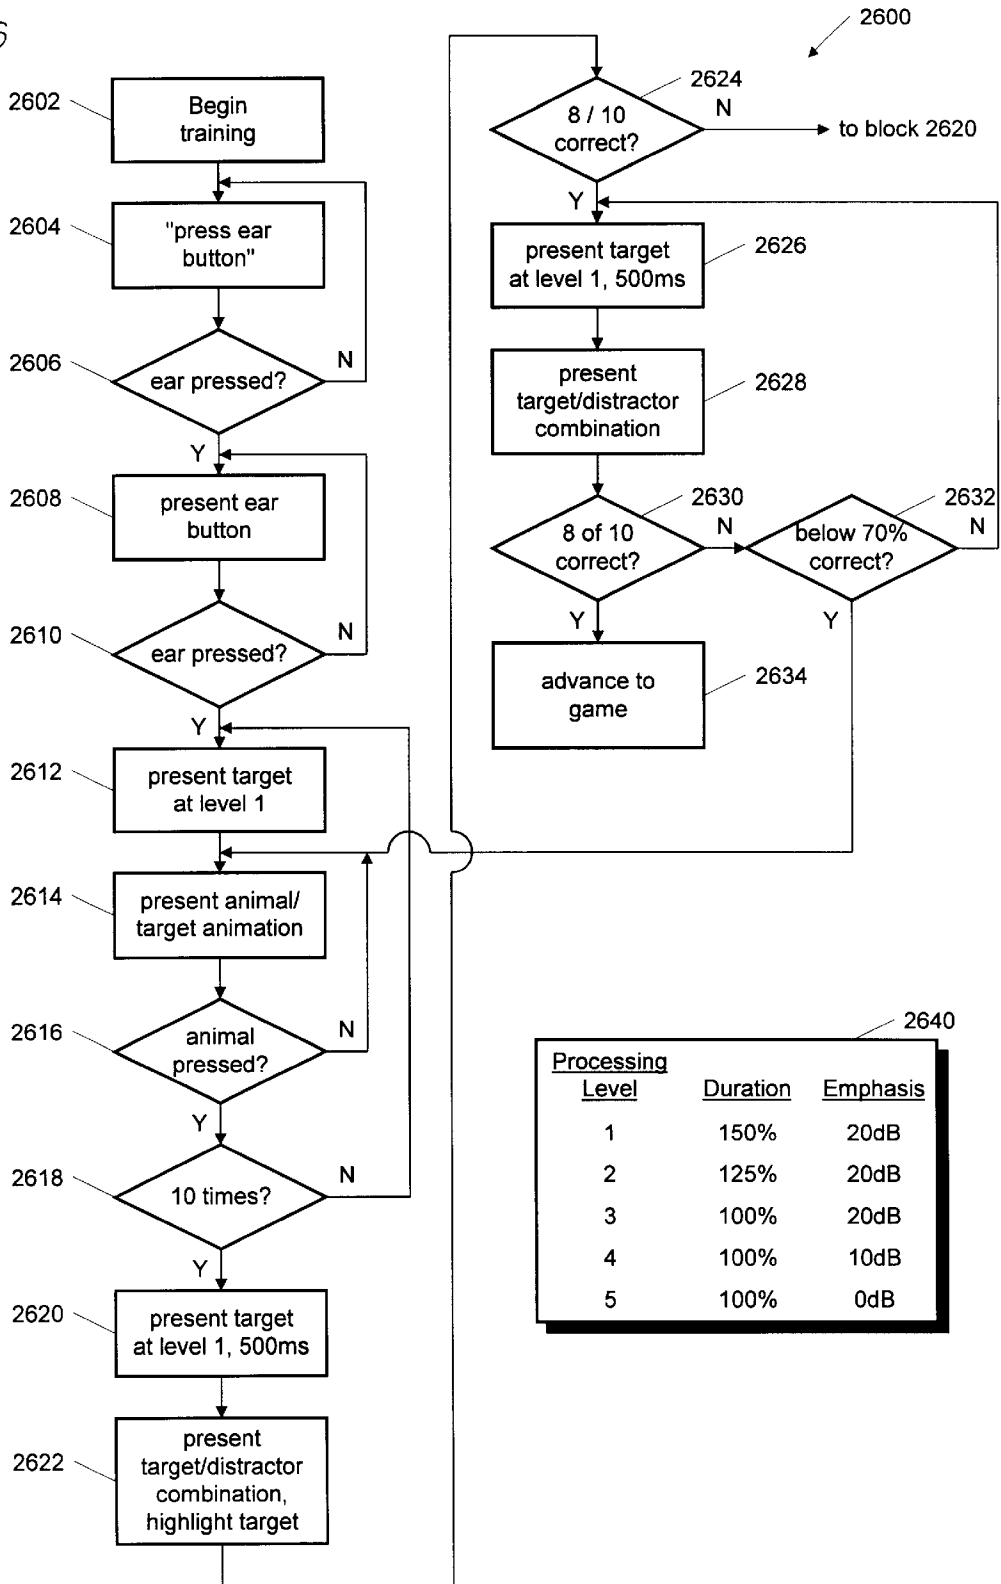 2600
2602
Begin
training
2604
"press ear
button"
2606
ear pressed?
N
Y
2608
present ear
button
2610
ear pressed?
N
Y
2612
present target
at level 1
2614
present animal/
target animation
2616
animal
pressed?
N
Y
2618
10 times?
N
Y
2620
present target
at level 1, 500ms
2622
present
target/distractor
combination,
highlight target
2624
8 / 10
correct?
N
to block 2620
Y
2626
present target
at level 1, 500ms
2628
present
target/distractor
combination
2630
8 of 10
correct?
N
Y
2632
below 70%
correct?
N
Y
2634
advance to
game
2640
Processing
Level Duration Emphasis
1 150% 20dB
2 125% 20dB
3 100% 20dB
4 100% 10dB
5 100% 0dB